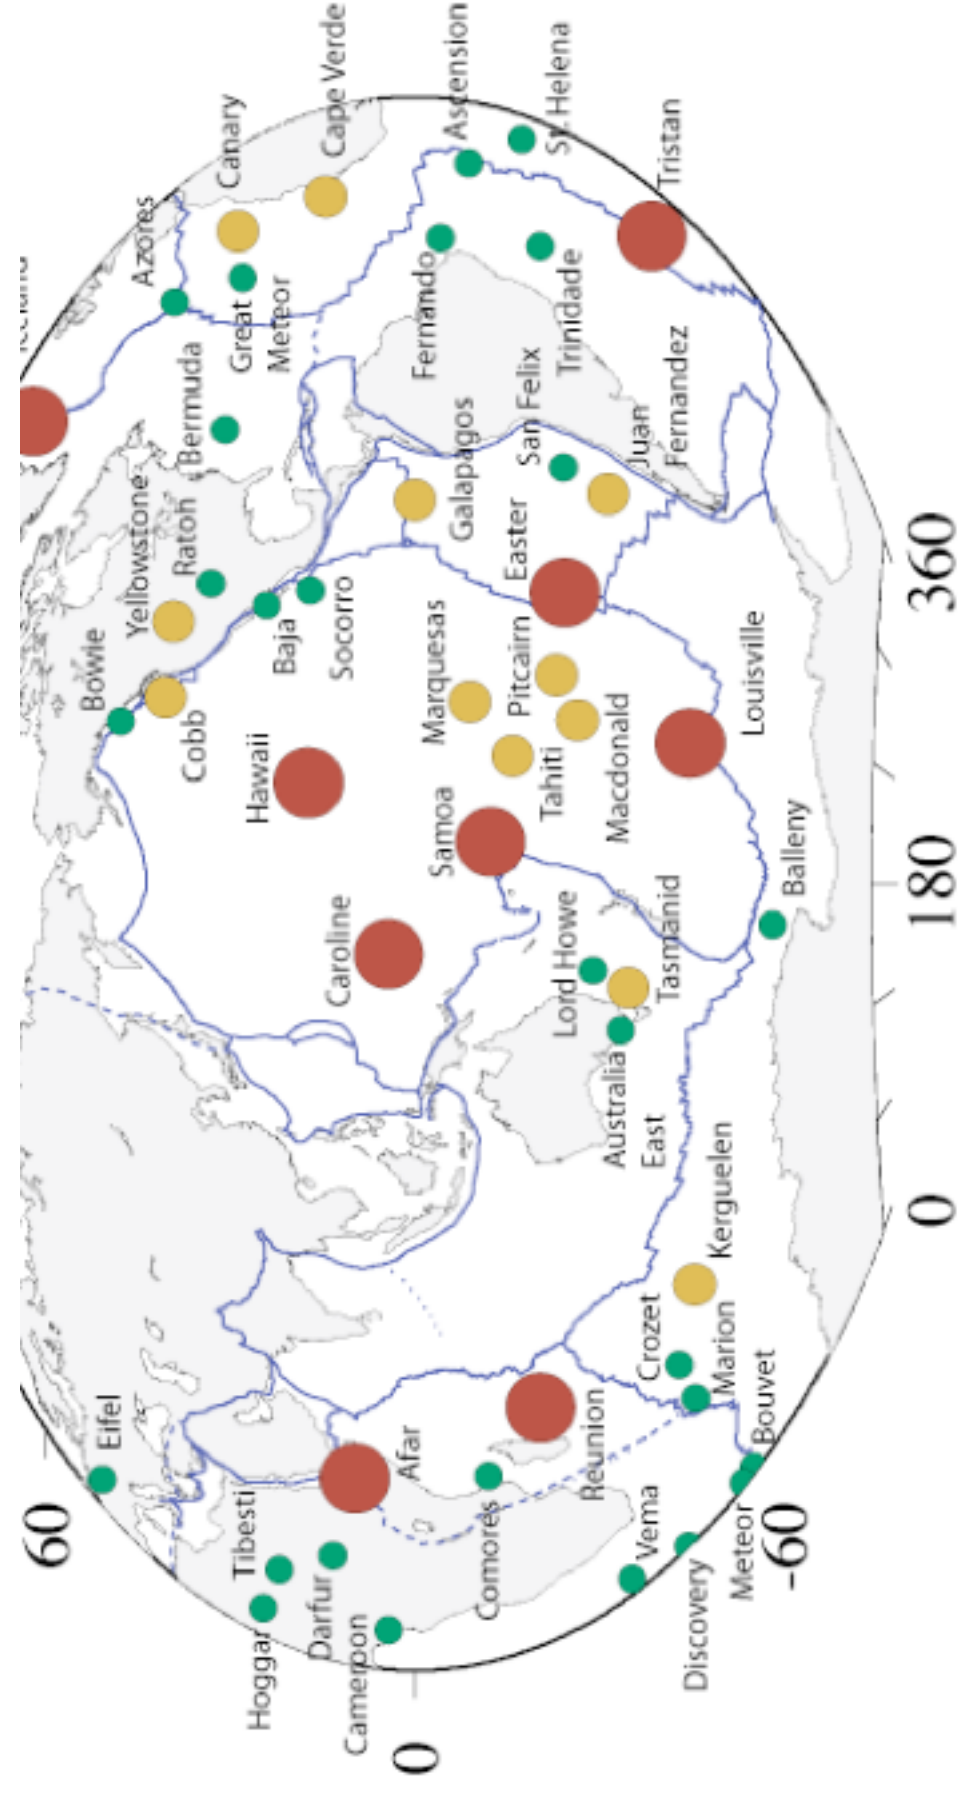 60
Eifel
Bowie
Yellowstone
Azores
Raton
Bermuda
Cobb
Canary
Hoggar
Tibesti
Great
Meteor
Hawaii
Baja
Darfur
Socorro
Cape Verde
Cameroon
Caroline
0
Afar
Fernando
Samoa
Marquesas
Galapagos
Ascension
Comores
Pitcairn
Easter
San Felix
St. Helena
Tahiti
Lord Howe
Trinidade
Reunion
Macdonald
Australia
East
Juan
Fernandez
Vema
Crozet
Tasmanid
Tristan
Discovery
Marion
Kerguelen
Louisville
Meteor
Bouvet
Balleny
-60
0
180
360